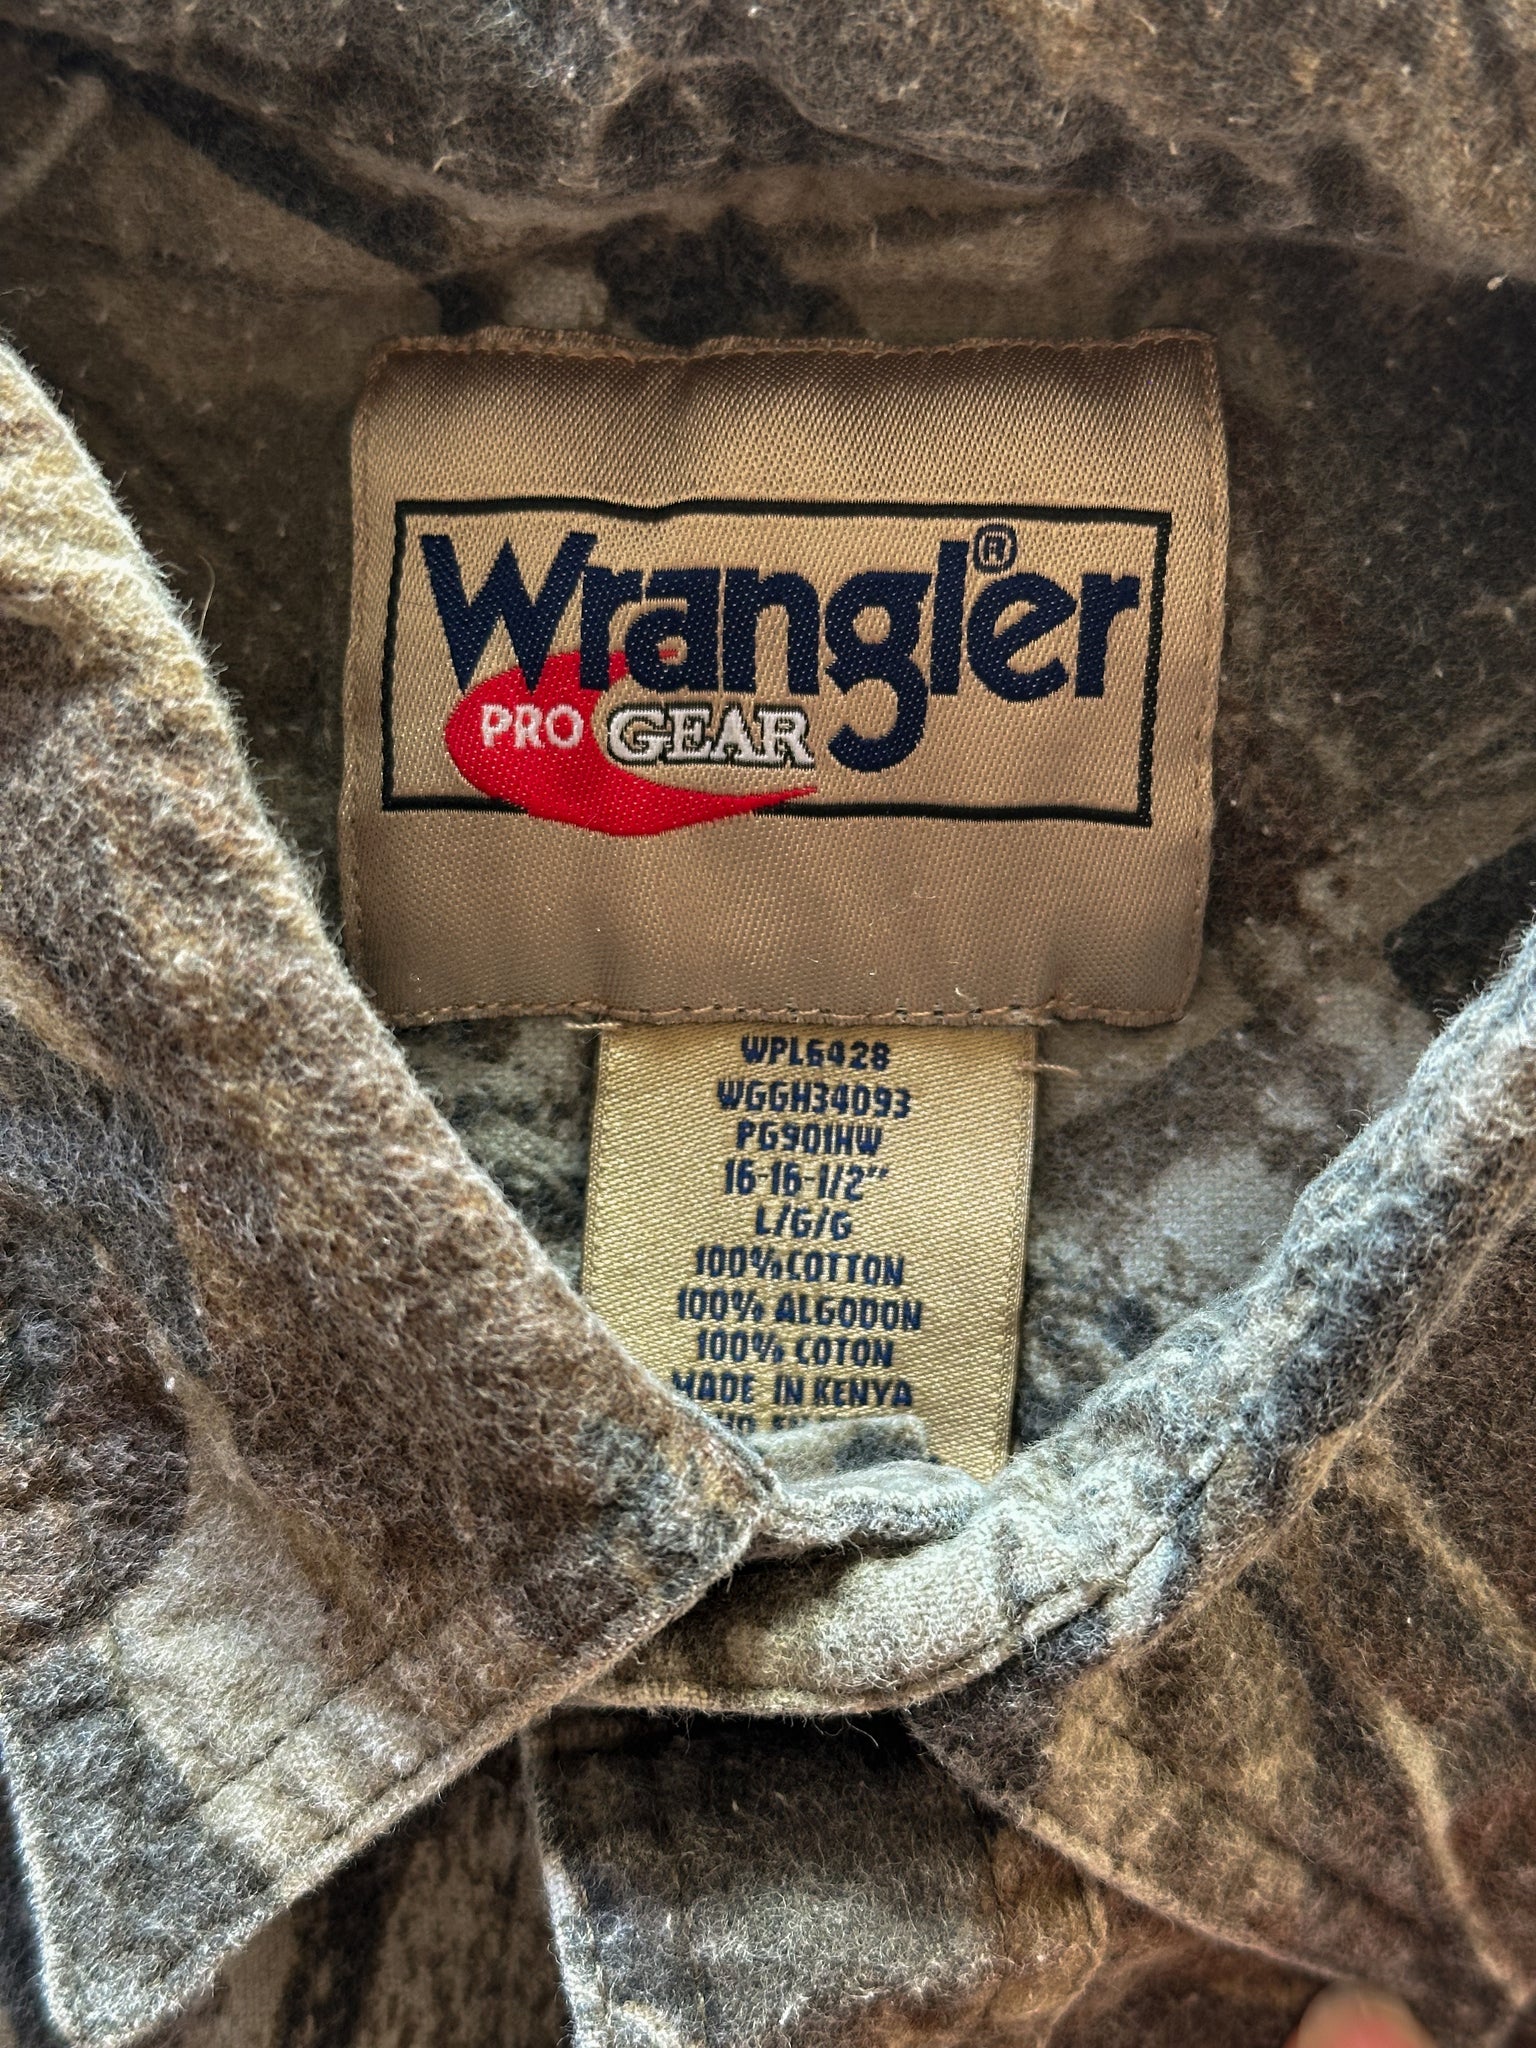 Wrangler®
PRO GEAR
WPL6428
WGGH34093
PG901HW
16-16-1/2"
L/G/G
100% COTTON
100% ALGODON
100% COTON
MADE IN KENYA